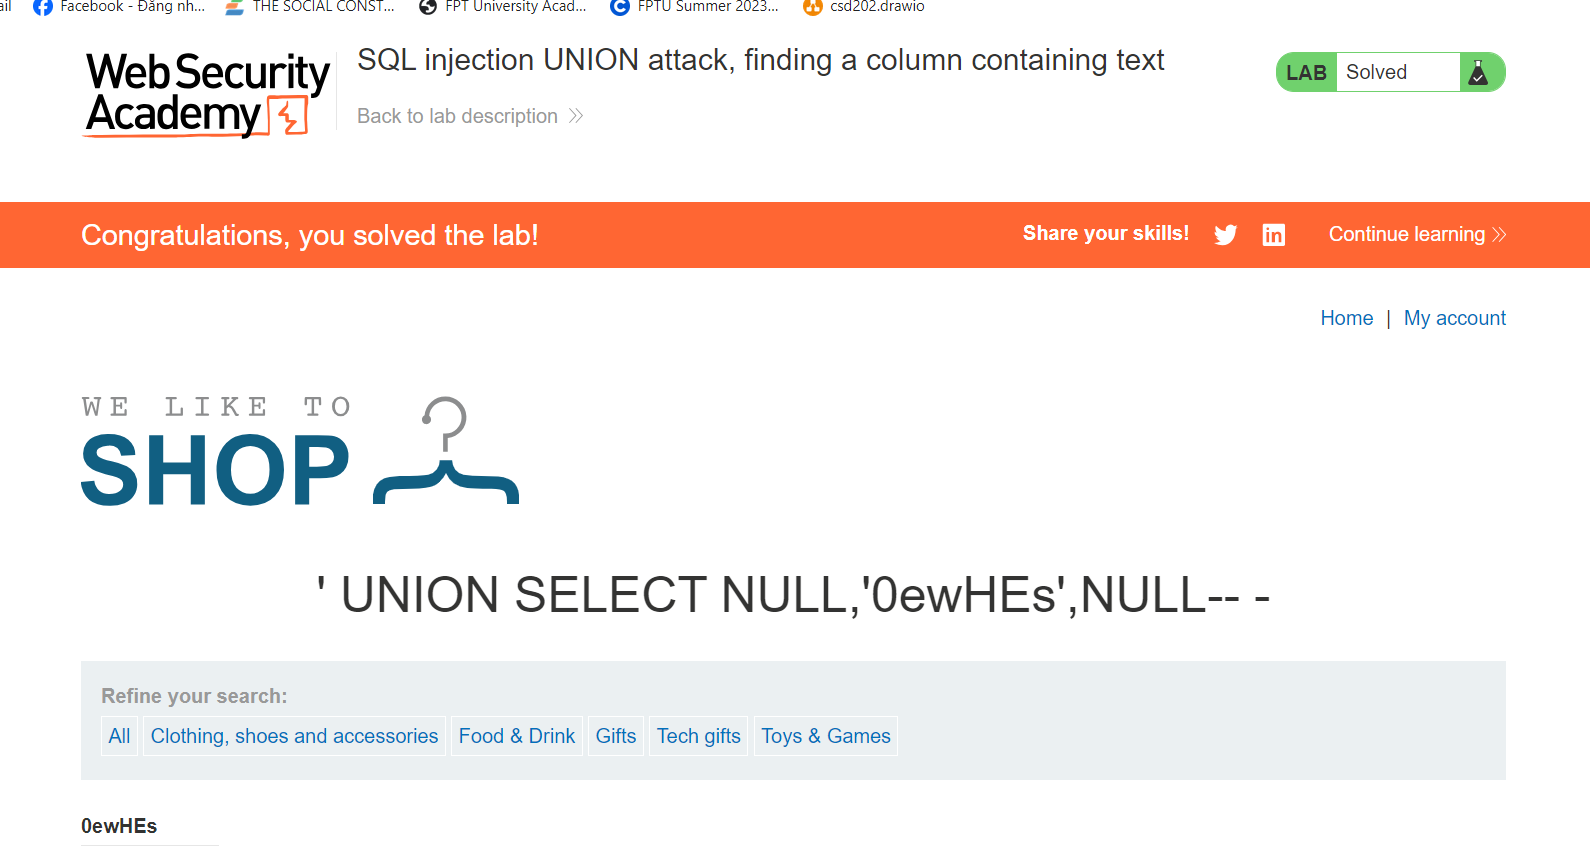 ail Facebook - Đăng nh... THE SOCIAL CONST... FPT University Acad... FPTU Summer 2023... csd202.drawio
WebSecurity
Academy
SQL injection UNION attack, finding a column containing text
Back to lab description
LAB Solved
Congratulations, you solved the lab!
Share your skills!
Continue learning
Home | My account
WE LIKE TO
SHOP
' UNION SELECT NULL,'0ewHEs',NULL-- -
Refine your search:
All Clothing, shoes and accessories Food & Drink Gifts Tech gifts Toys & Games
0ewHEs